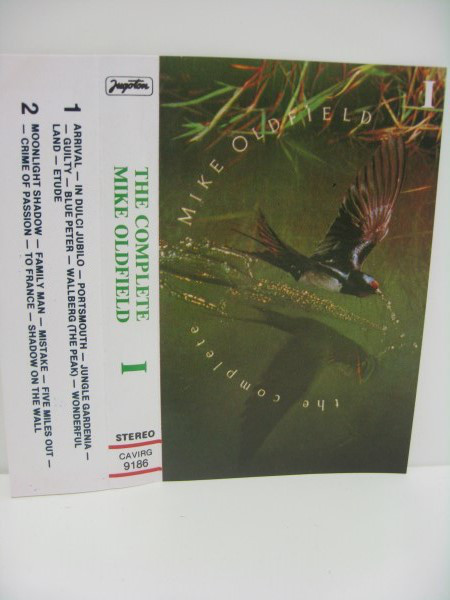 1
ARRIVAL — IN DULCI JUBILO — PORTSMOUTH — JUNGLE GARDENIA —
— GUILTY — BLUE PETER — WALLBERG (THE PEAK) — WONDERFUL
LAND — ETUDE
2
MOONLIGHT SHADOW — FAMILY MAN — MISTAKE — FIVE MILES OUT —
— CRIME OF PASSION — TO FRANCE — SHADOW ON THE WALL
Jugoton
THE COMPLETE
MIKE OLDFIELD
I
STEREO
CAVIRG
9186
I
the complete
MIKE OLDFIELD